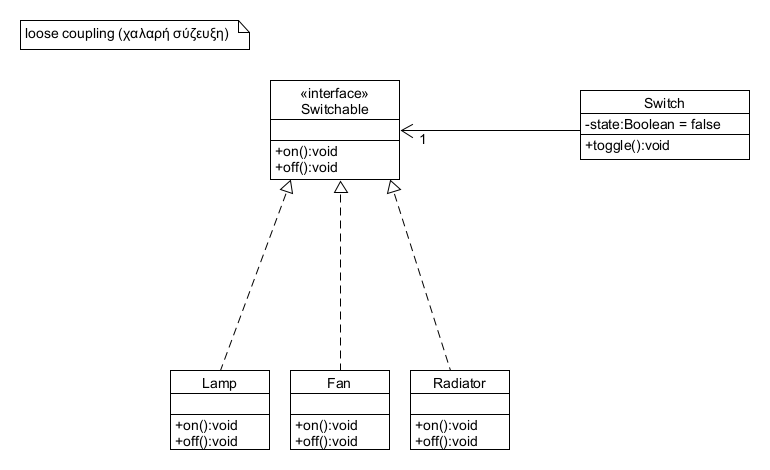 loose coupling (χαλαρή σύζευξη)
«interface»
Switchable
+on():void
+off():void
1
Switch
-state:Boolean = false
+toggle():void
Lamp
+on():void
+off():void
Fan
+on():void
+off():void
Radiator
+on():void
+off():void